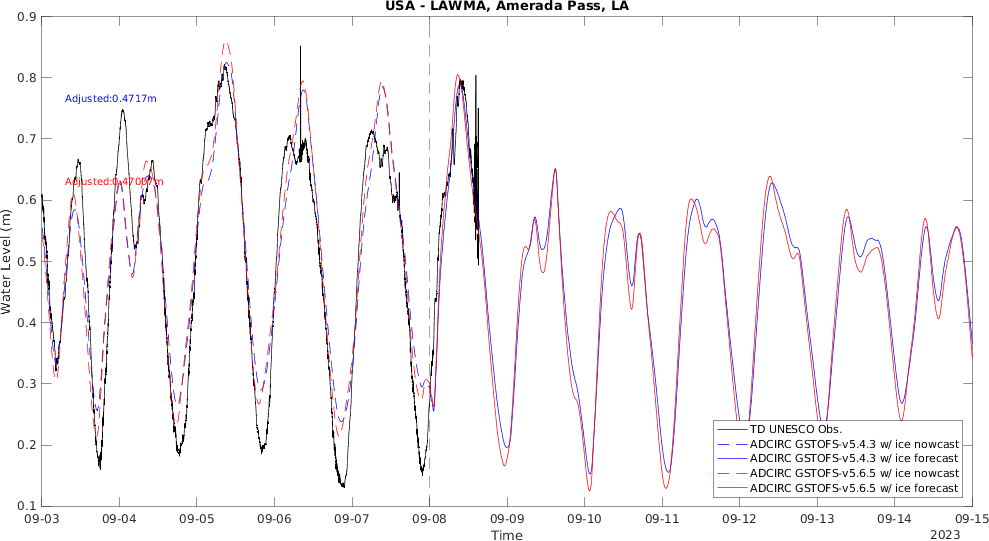 USA - LAWMA, Amerada Pass, LA
0.9
0.8
0.7
0.6
0.5
0.4
0.3
0.2
0.1
Water Level (m)
Adjusted:0.4717m
Adjusted:0.47007m
TD UNESCO Obs.
ADCIRC GSTOFS-v5.4.3 w/ ice nowcast
ADCIRC GSTOFS-v5.4.3 w/ ice forecast
ADCIRC GSTOFS-v5.6.5 w/ ice nowcast
ADCIRC GSTOFS-v5.6.5 w/ ice forecast
09-03 09-04 09-05 09-06 09-07 09-08 09-09 09-10 09-11 09-12 09-13 09-14 09-15
Time
2023